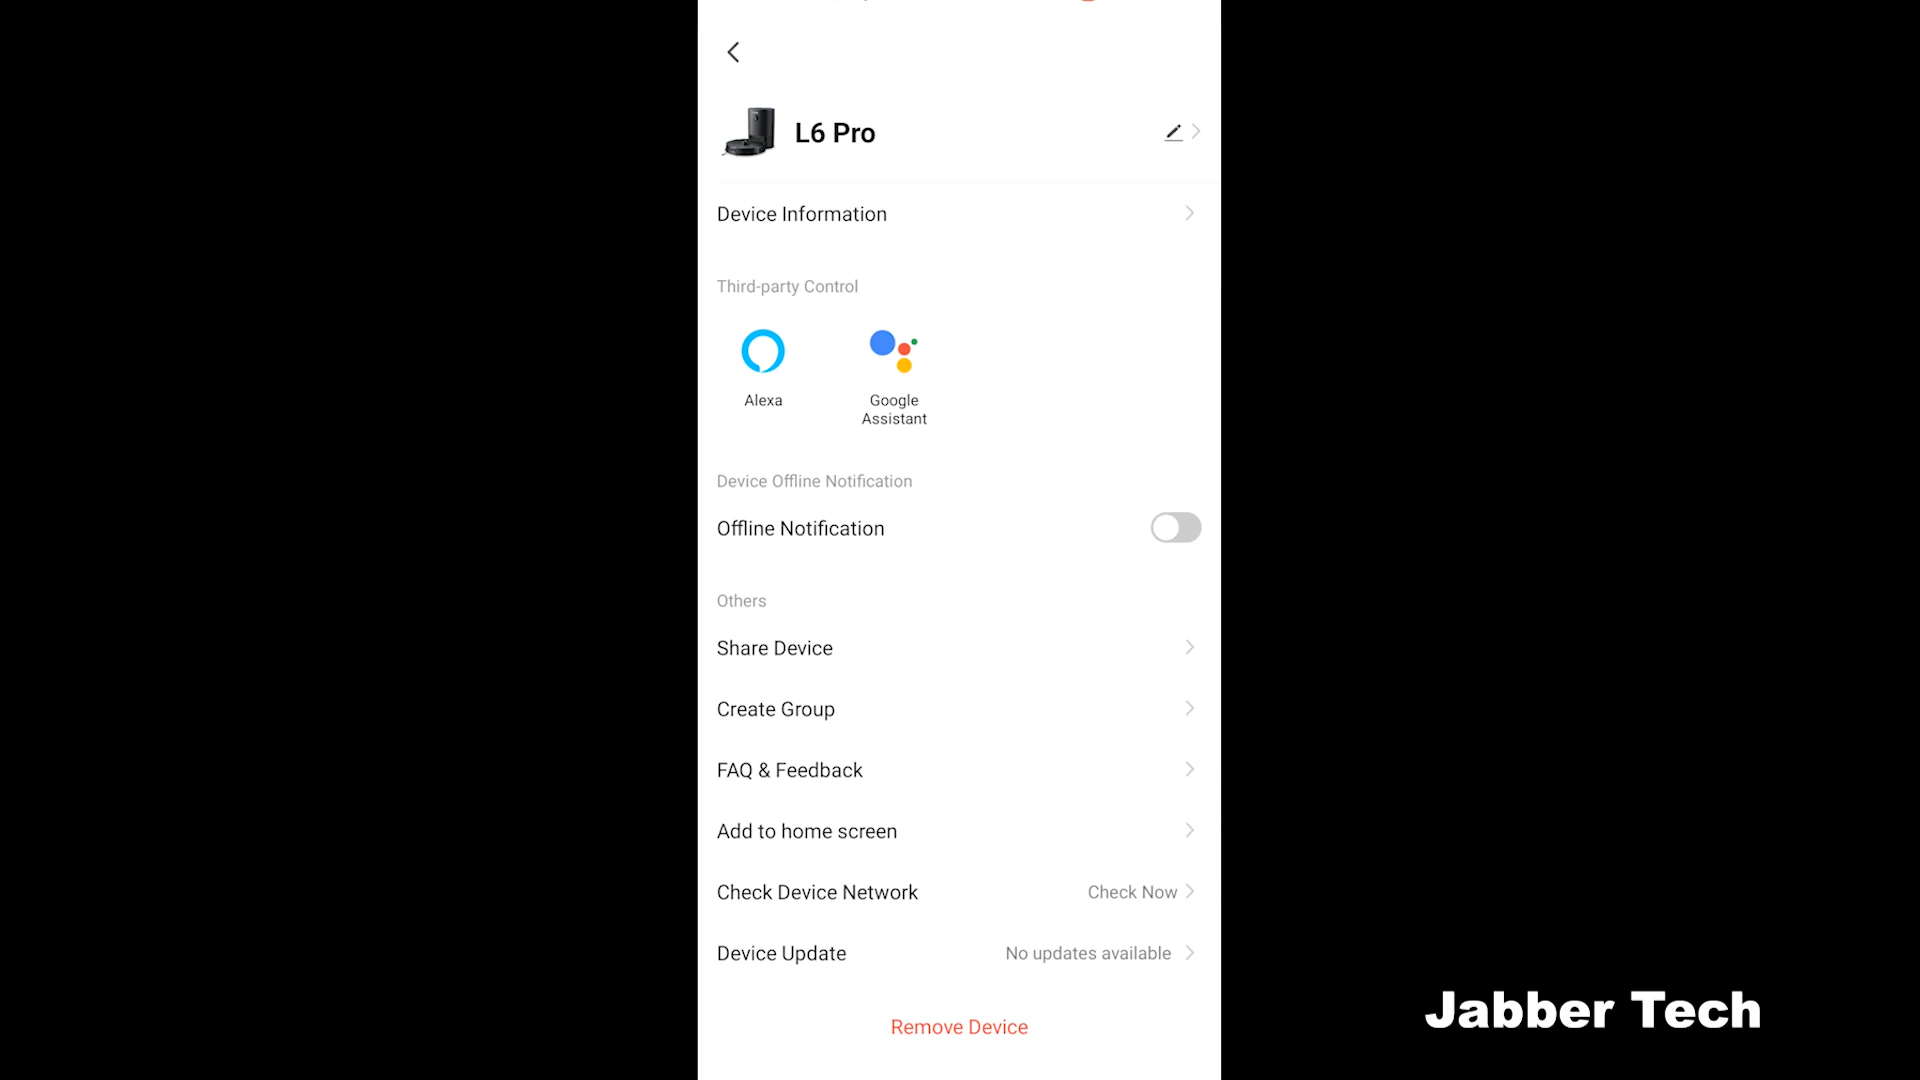 L6 Pro
Device Information
Third-party Control
Alexa
Google
Assistant
Device Offline Notification
Offline Notification
Others
Share Device
Create Group
FAQ & Feedback
Add to home screen
Check Device Network Check Now
Device Update No updates available
Remove Device
Jabber Tech